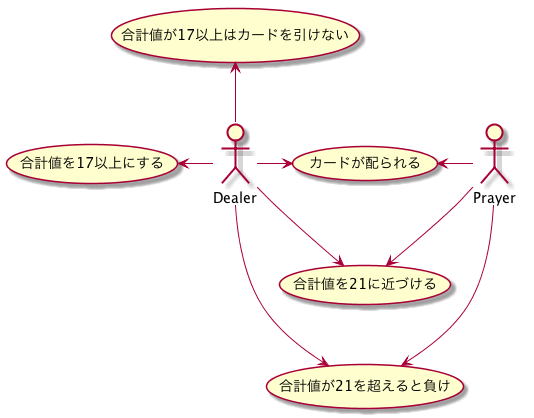 合計値が17以上はカードを引けない
合計値を17以上にする
カードが配られる
Dealer
Prayer
合計値を21に近づける
合計値が21を超えると負け